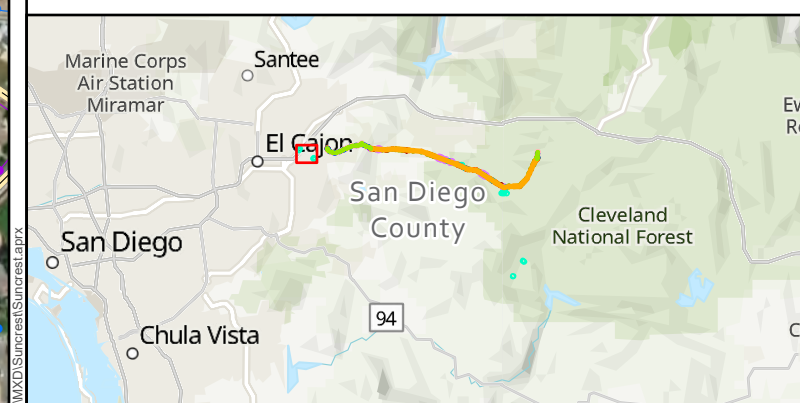 Marine Corps
Air Station
Miramar
Santee
El Cajon
San Diego
County
Cleveland
National Forest
San Diego
94
Chula Vista
\MXD\Suncrest\Suncrest.aprx